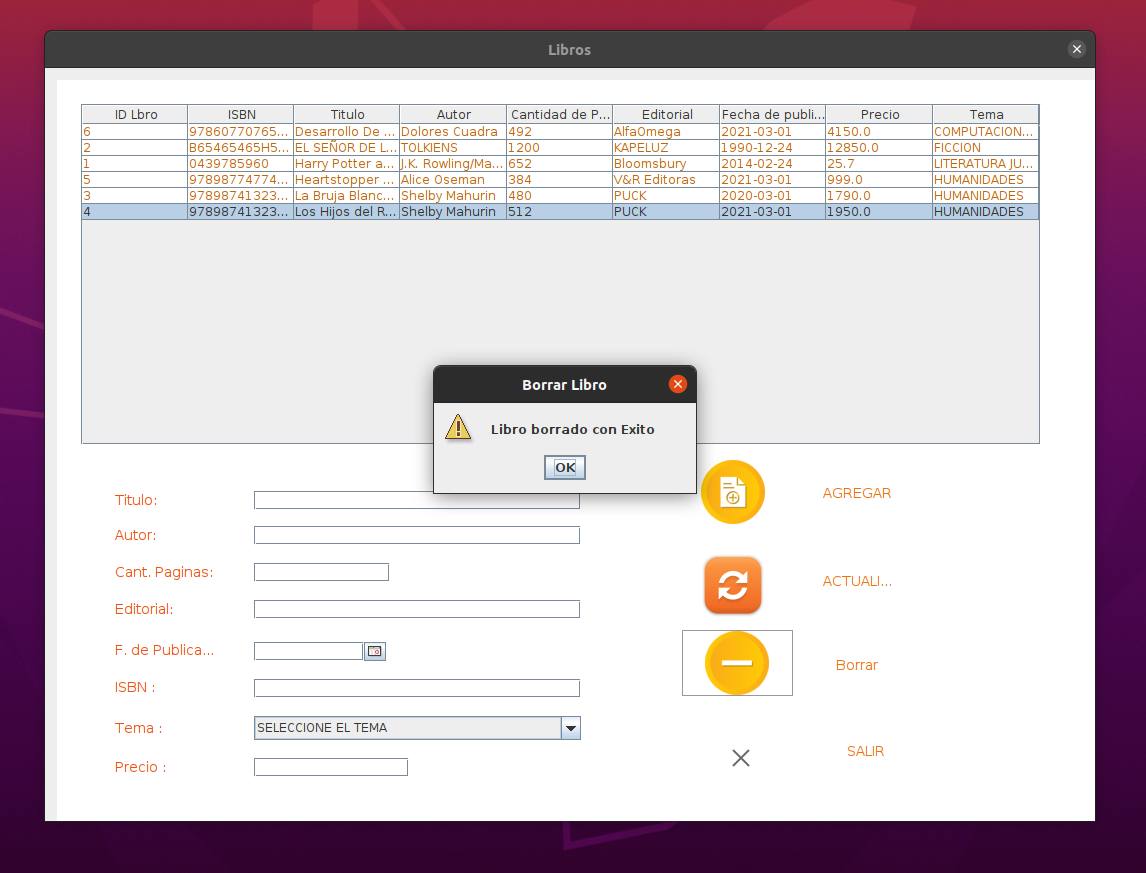 Libros
ID Lbro ISBN Titulo Autor Cantidad de P... Editorial Fecha de publi... Precio Tema
6 97860770765... Desarrollo De ... Dolores Cuadra 492 AlfaOmega 2021-03-01 4150.0 COMPUTACION...
2 B65465465H5... EL SEÑOR DE L... TOLKIENS 1200 KAPELUZ 1990-12-24 12850.0 FICCION
1 0439785960 Harry Potter a... J.K. Rowling/Ma... 652 Bloomsbury 2014-02-24 25.7 LITERATURA JU...
5 97898774774... Heartstopper ... Alice Oseman 384 V&R Editoras 2021-03-01 999.0 HUMANIDADES
3 97898741323... La Bruja Blanc... Shelby Mahurin 480 PUCK 2020-03-01 1790.0 HUMANIDADES
4 97898741323... Los Hijos del R... Shelby Mahurin 512 PUCK 2021-03-01 1950.0 HUMANIDADES
Borrar Libro
Libro borrado con Exito
OK
Titulo:
AGREGAR
Autor:
Cant. Paginas:
ACTUALI...
Editorial:
F. de Publica...
Borrar
ISBN :
Tema : SELECCIONE EL TEMA
SALIR
Precio :